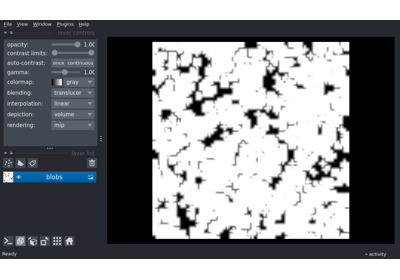 File View Window Plugins Help
layer controls
opacity: 1.00
contrast limits:
auto-contrast: once continuous
gamma: 1.00
colormap: gray
blending: translucer
interpolation: linear
depiction: volume
rendering: mip
layer list
blobs
Ready
activity